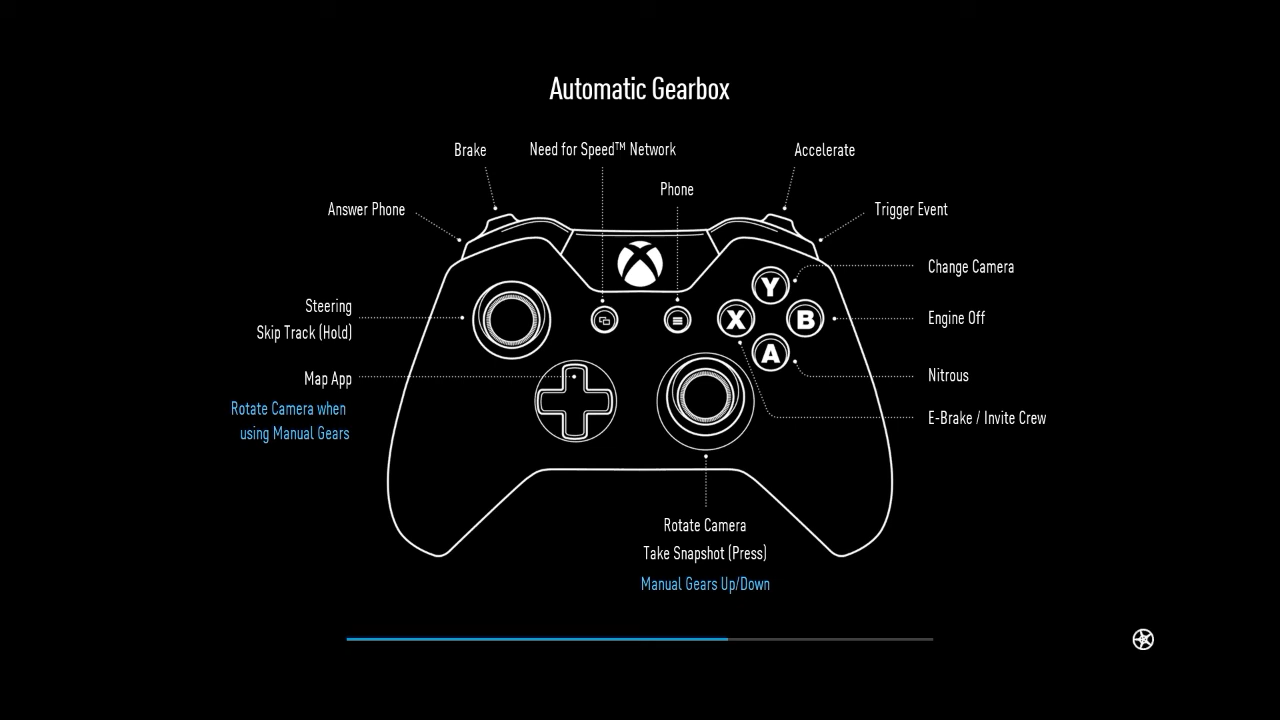 Automatic Gearbox
Brake
Need for Speed™ Network
Accelerate
Phone
Answer Phone
Trigger Event
Change Camera
Y
Steering
Skip Track (Hold)
X
B
Engine Off
A
Map App
Nitrous
Rotate Camera when
using Manual Gears
E-Brake / Invite Crew
Rotate Camera
Take Snapshot (Press)
Manual Gears Up/Down